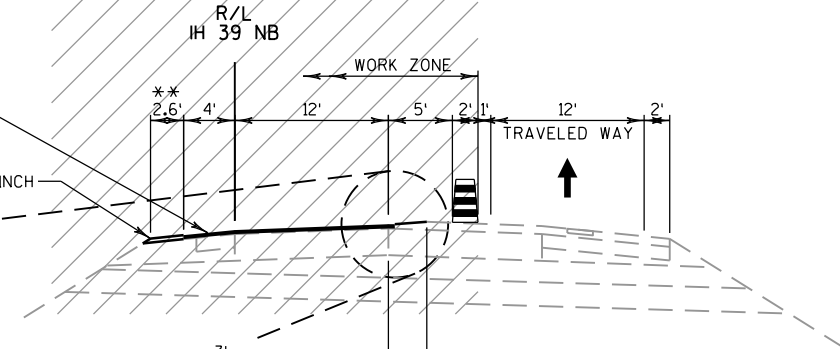 R/L
IH 39 NB
WORK ZONE
**
2.6' 4' 12' 5' 2' 1' 12' 2'
TRAVELED WAY
INCH